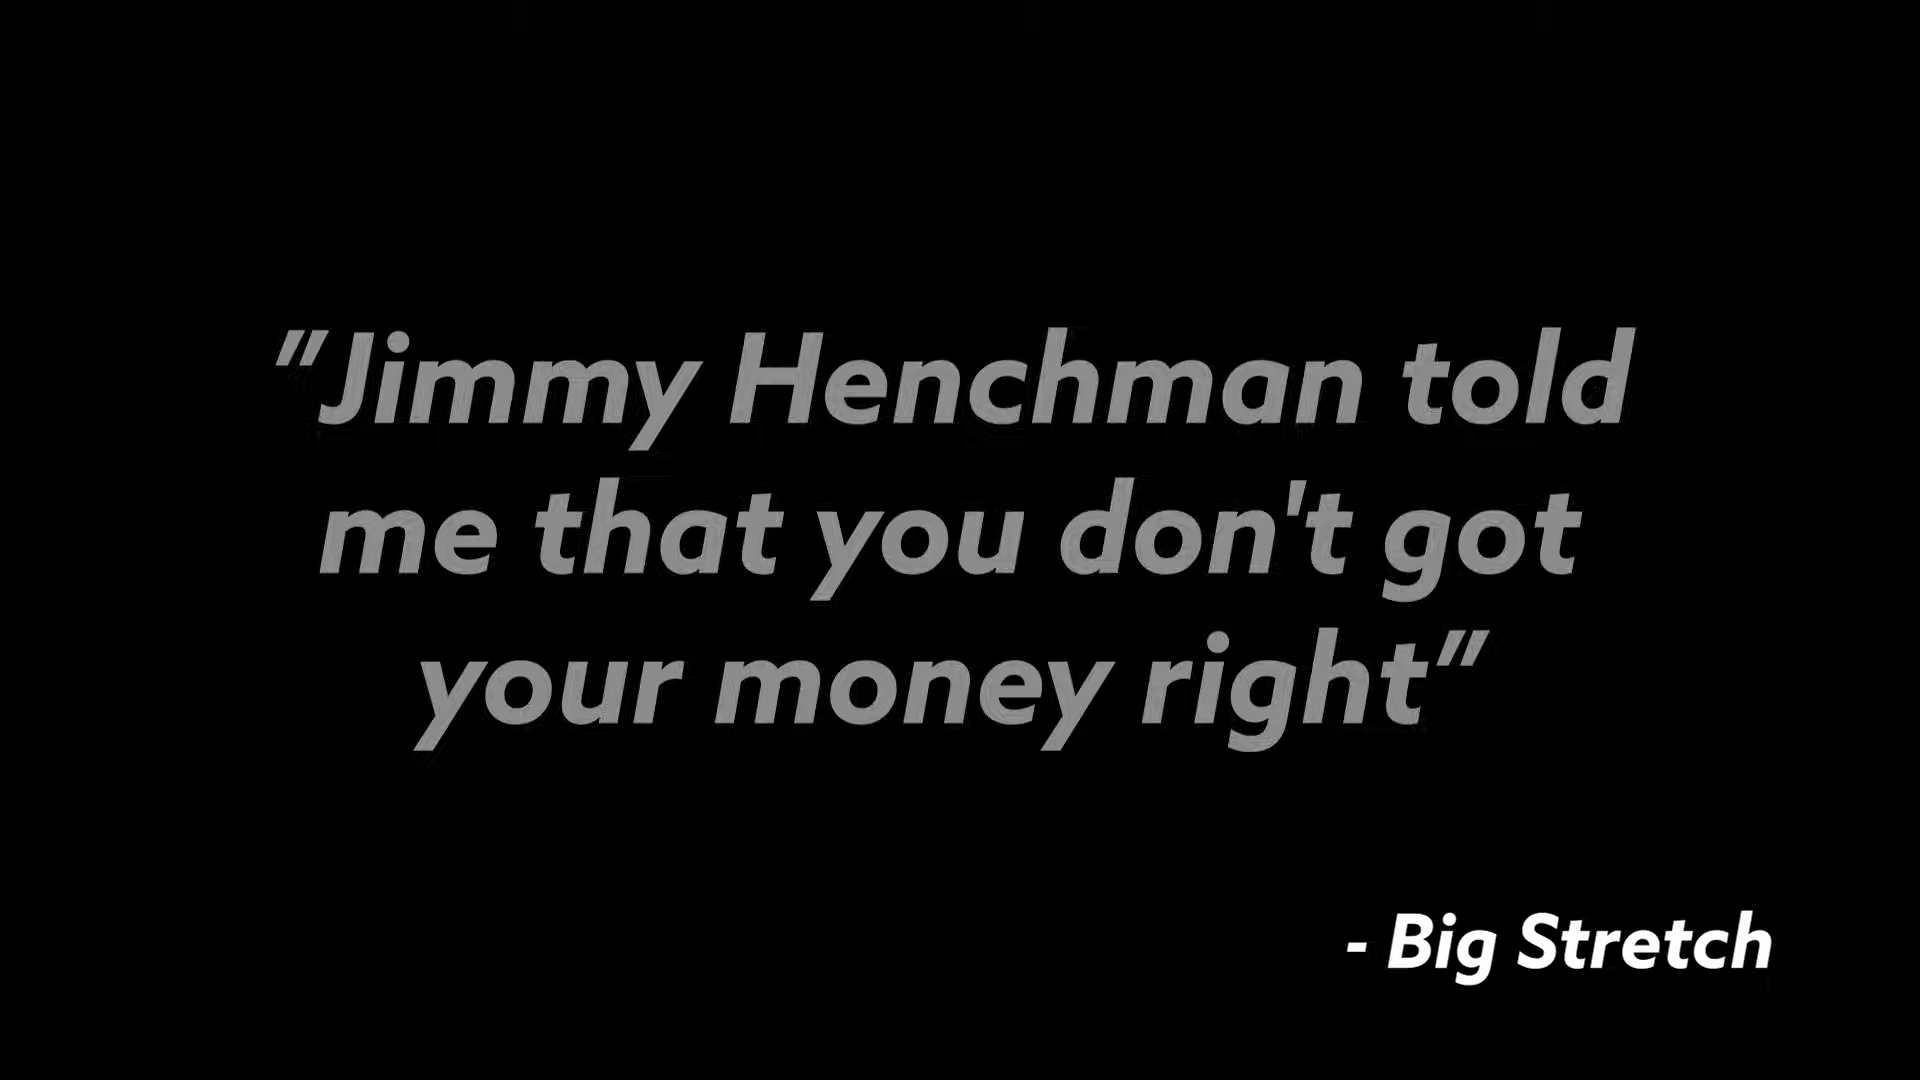 "Jimmy Henchman told
me that you don't got
your money right"
- Big Stretch